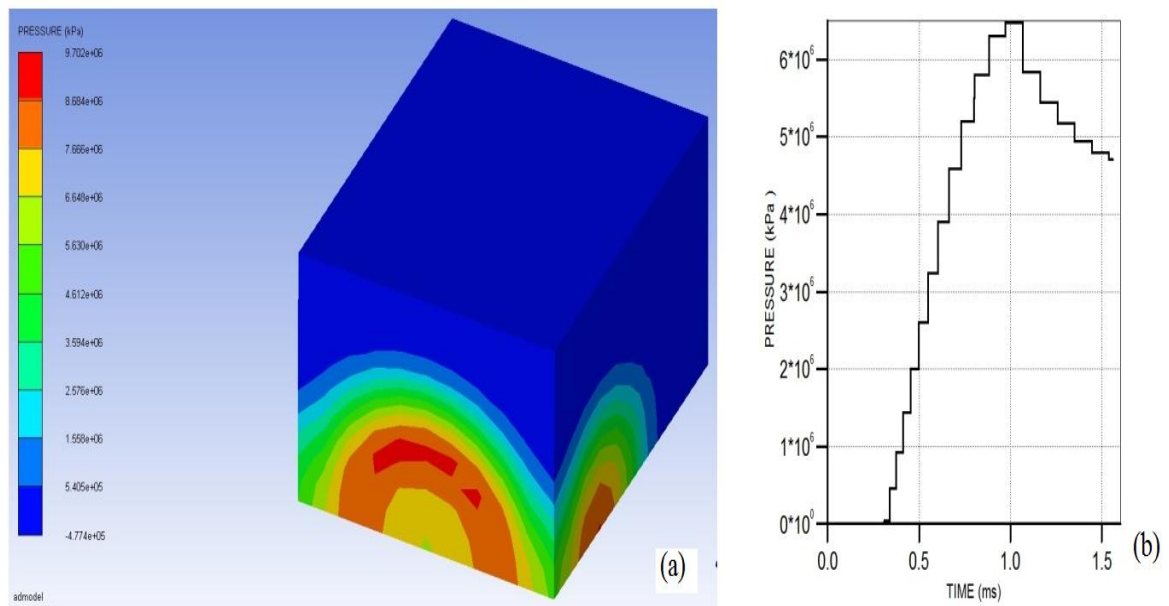 PRESSURE (kPa)
9.702e+06
8.684e+06
7.666e+06
6.648e+06
5.630e+06
4.612e+06
3.594e+06
2.576e+06
1.558e+06
5.405e+05
-4.774e+05
admodel
(a)
PRESSURE (kPa)
6*10⁶
5*10⁶
4*10⁶
3*10⁶
2*10⁶
1*10⁶
0*10⁰
0.0 0.5 1.0 1.5
TIME (ms)
(b)